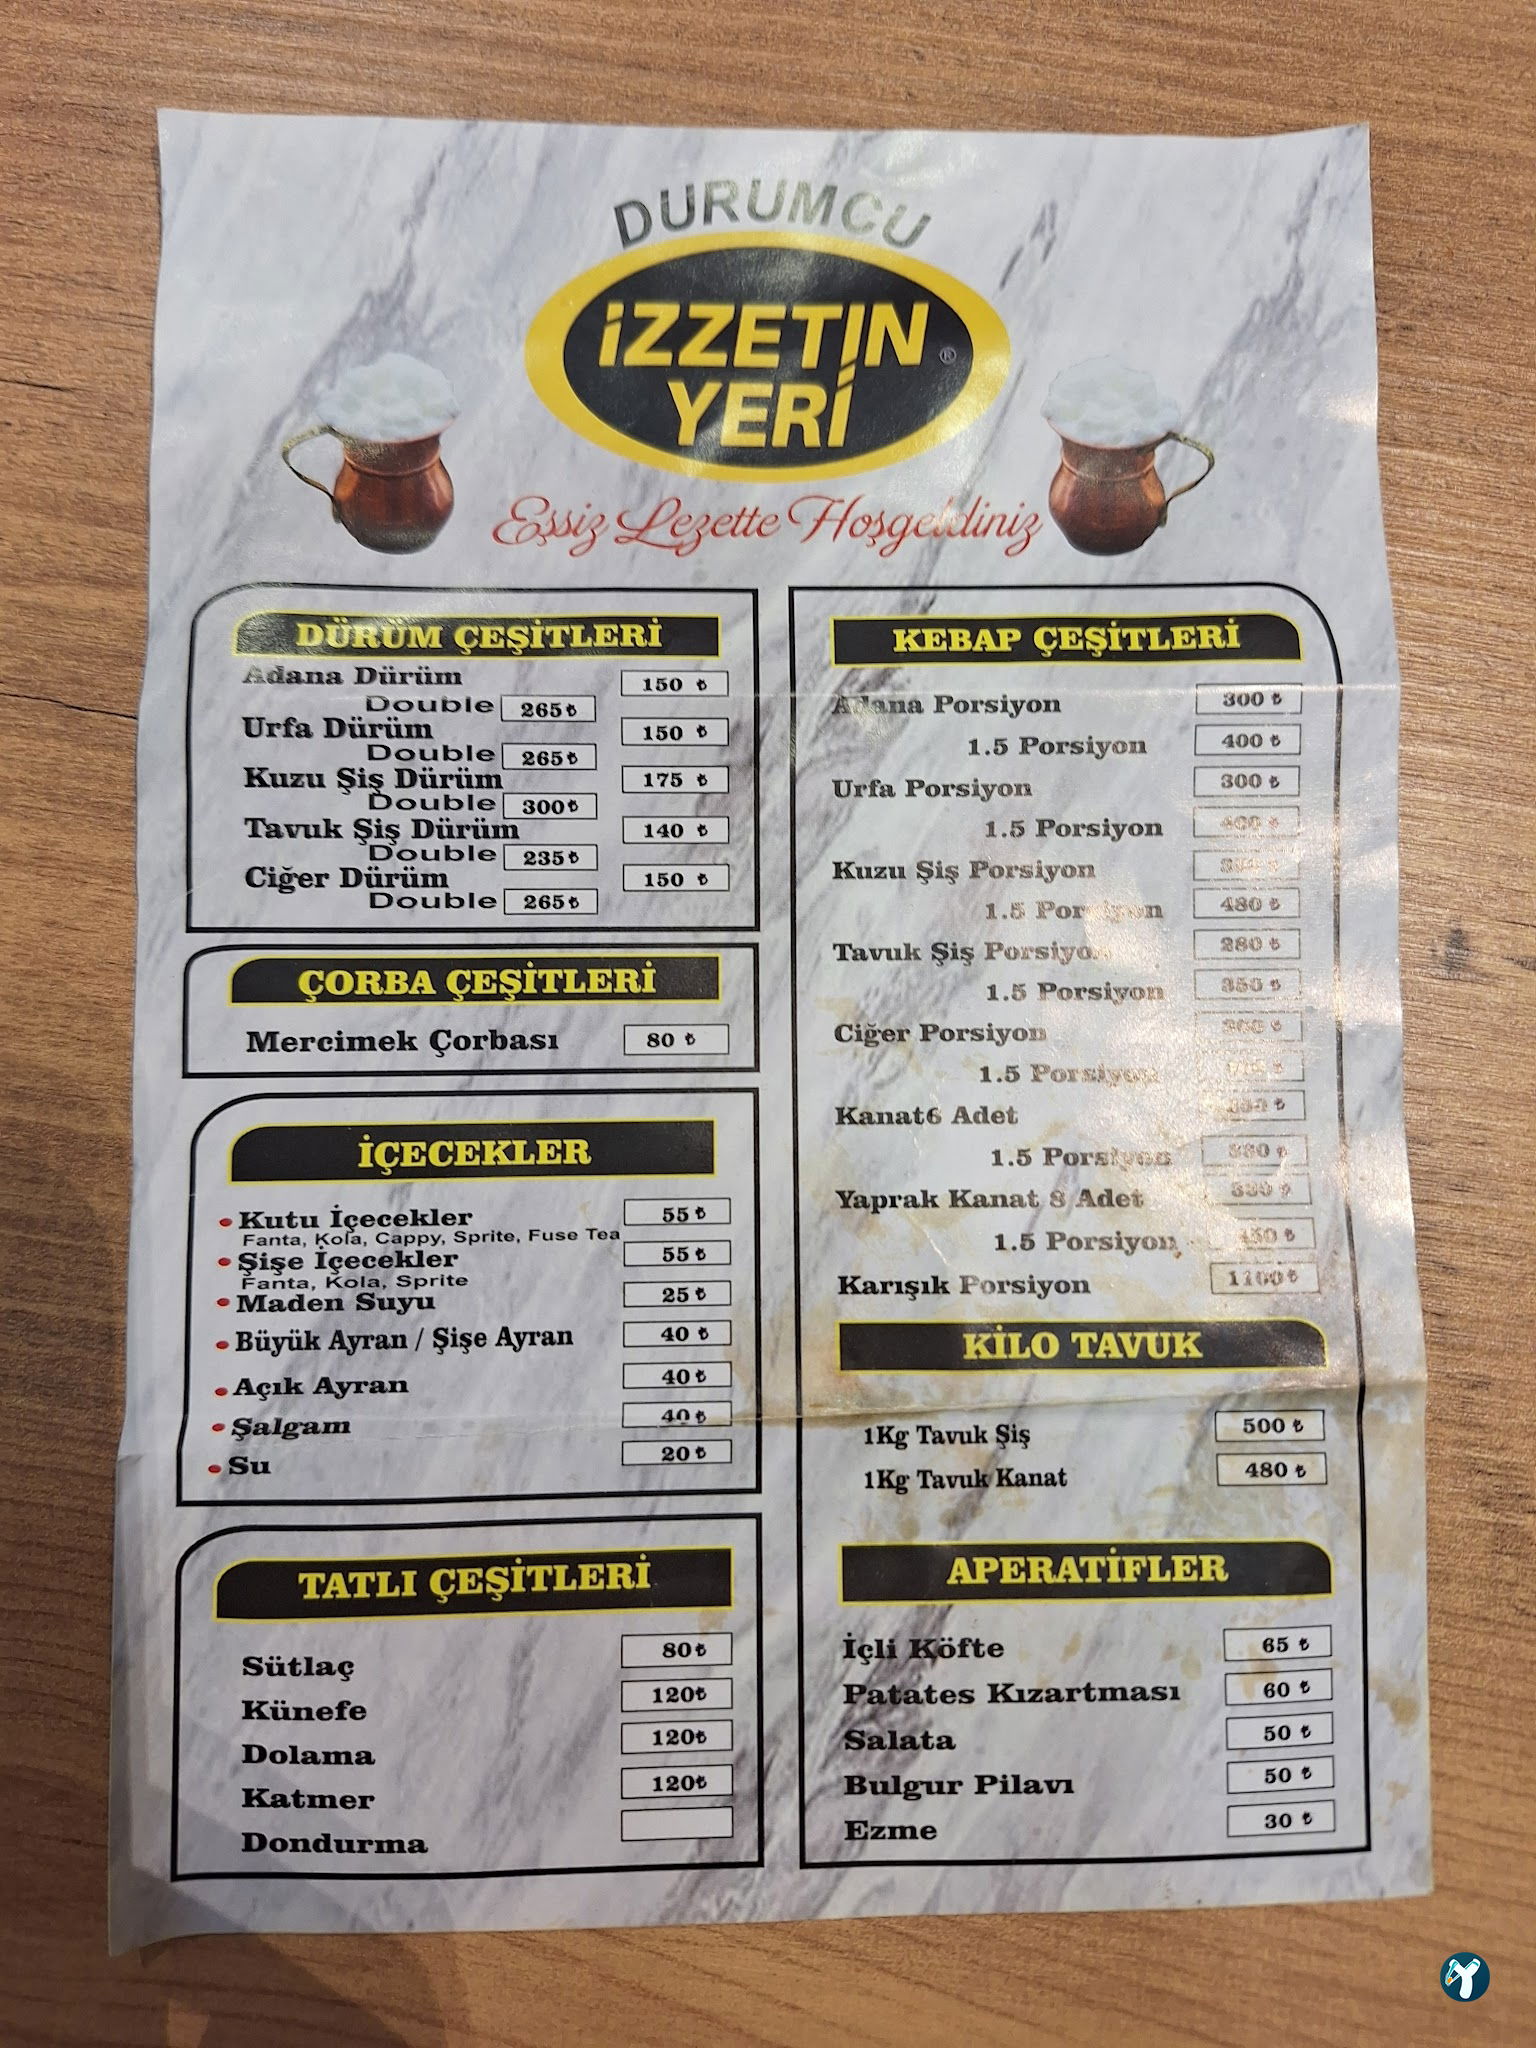 DURUMCU
İZZETİN
YERİ
®
Eşsiz Lezette Hoşgeldiniz
DÜRÜM ÇEŞİTLERİ
Adana Dürüm 150 ₺
Double 265₺
Urfa Dürüm 150 ₺
Double 265₺
Kuzu Şiş Dürüm 175 ₺
Double 300₺
Tavuk Şiş Dürüm 140 ₺
Double 235₺
Ciğer Dürüm 150 ₺
Double 265₺
ÇORBA ÇEŞİTLERİ
Mercimek Çorbası 80 ₺
İÇECEKLER
Kutu İçecekler 55₺
Fanta, Kola, Cappy, Sprite, Fuse Tea
Şişe İçecekler 55₺
Fanta, Kola, Sprite
Maden Suyu 25₺
Büyük Ayran / Şişe Ayran 40 ₺
Açık Ayran 40₺
Şalgam 40₺
Su 20₺
TATLI ÇEŞİTLERİ
Sütlaç 80₺
Künefe 120₺
Dolama 120₺
Katmer 120₺
Dondurma
KEBAP ÇEŞİTLERİ
Adana Porsiyon 300 ₺
1.5 Porsiyon 400 ₺
Urfa Porsiyon 300 ₺
1.5 Porsiyon 400 ₺
Kuzu Şiş Porsiyon
1.5 Porsiyon 480 ₺
Tavuk Şiş Porsiyon 280 ₺
1.5 Porsiyon 350 ₺
Ciğer Porsiyon 300 ₺
1.5 Porsiyon
Kanat6 Adet
1.5 Porsiyon
Yaprak Kanat 8 Adet
1.5 Porsiyon
Karışık Porsiyon 1100₺
KİLO TAVUK
1Kg Tavuk Şiş 500 ₺
1Kg Tavuk Kanat 480 ₺
APERATİFLER
İçli Köfte 65 ₺
Patates Kızartması 60 ₺
Salata 50 ₺
Bulgur Pilavı 50 ₺
Ezme 30 ₺